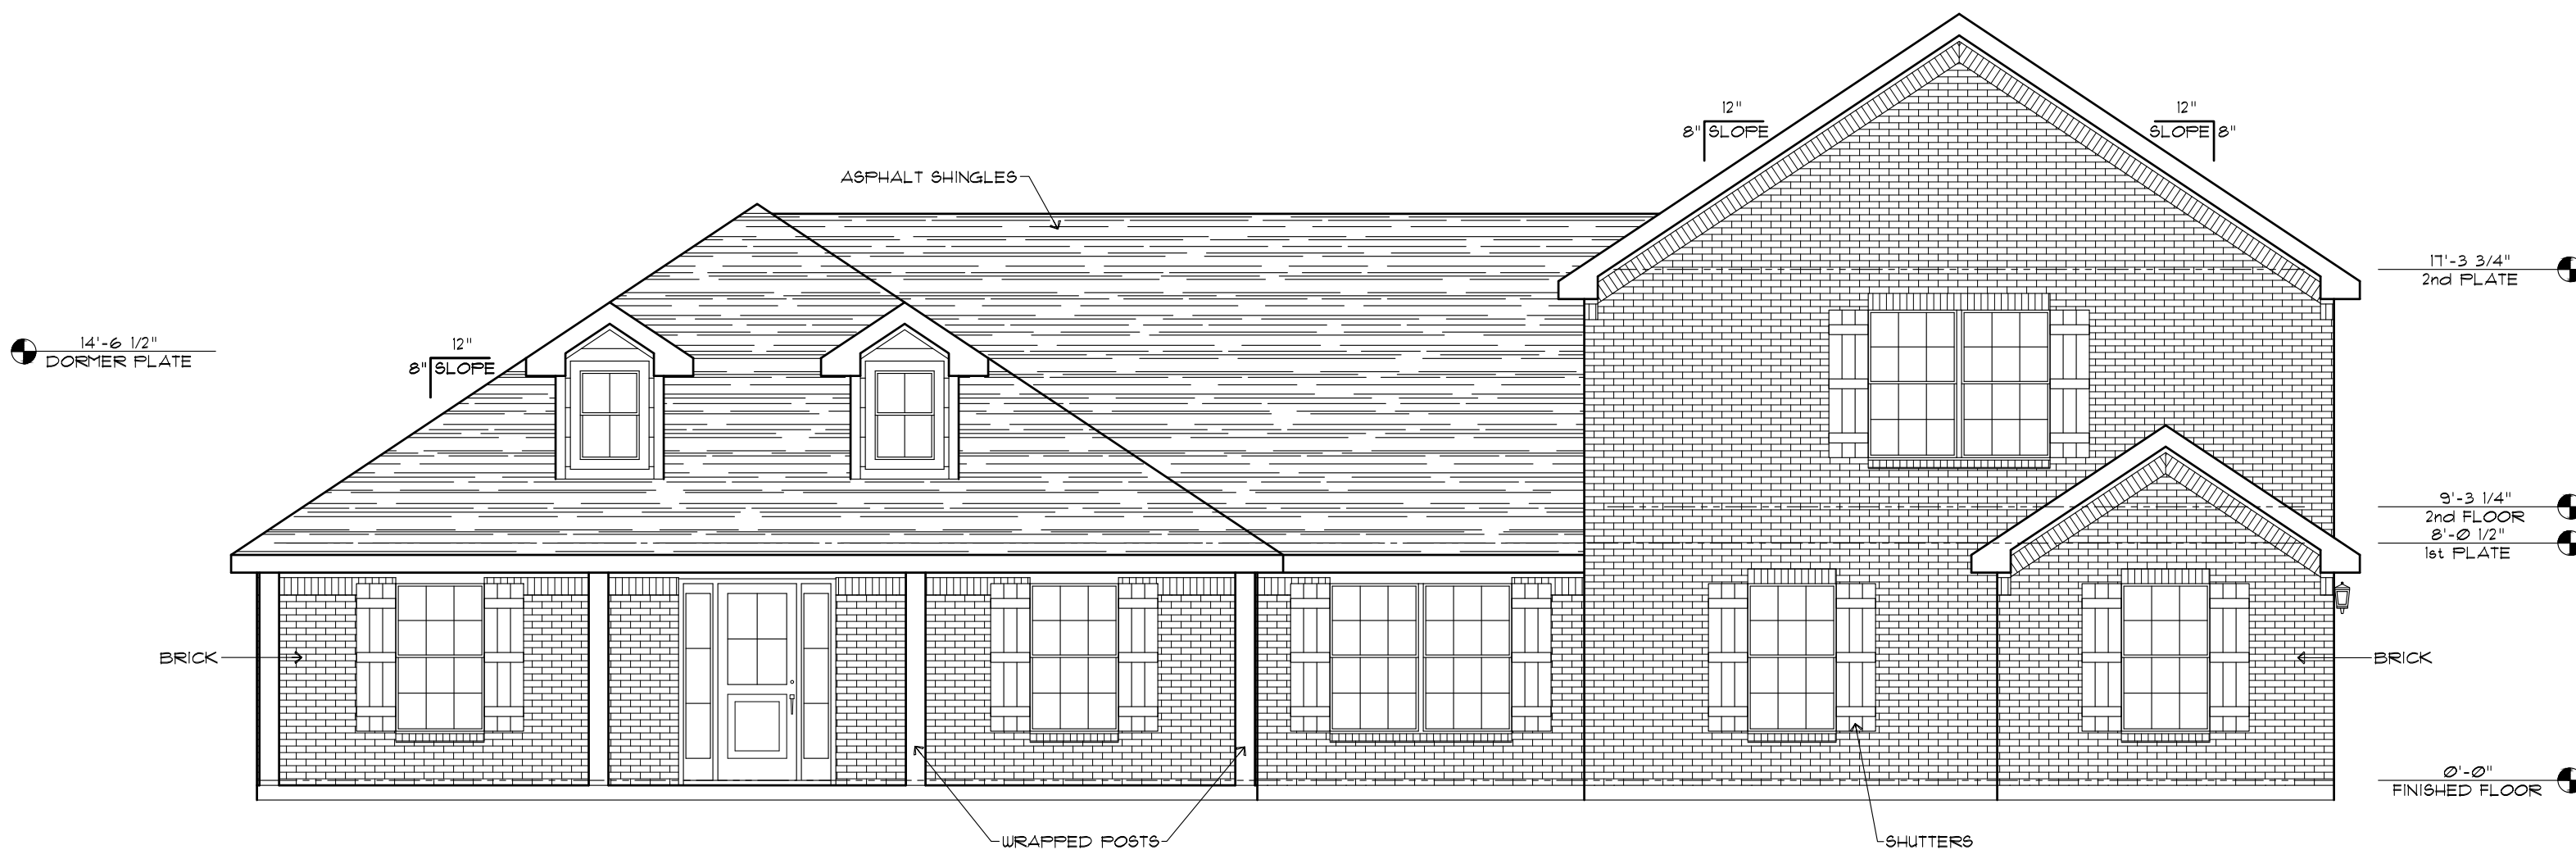 12"
8" SLOPE
12"
SLOPE 8"
ASPHALT SHINGLES
17'-3 3/4"
2nd PLATE
14'-6 1/2"
DORMER PLATE
12"
8" SLOPE
9'-3 1/4"
2nd FLOOR
8'-0 1/2"
1st PLATE
BRICK
BRICK
0'-0"
FINISHED FLOOR
WRAPPED POSTS
SHUTTERS